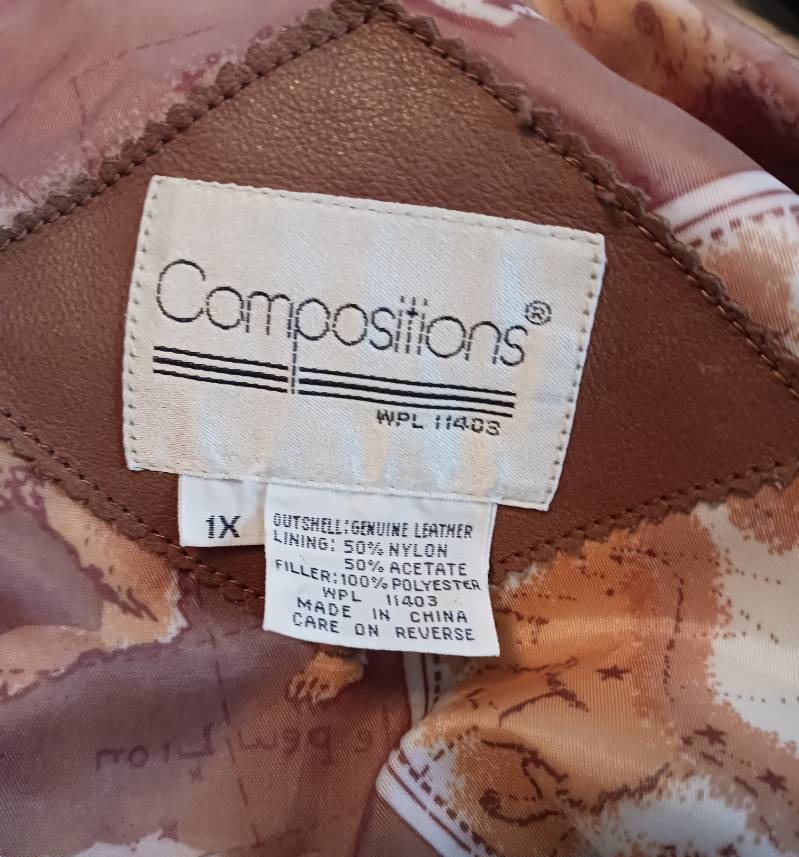 Compositions®
WPL 11403
1X
OUTSHELL:GENUINE LEATHER
LINING: 50% NYLON
50% ACETATE
FILLER:100% POLYESTER
WPL 11403
MADE IN CHINA
CARE ON REVERSE